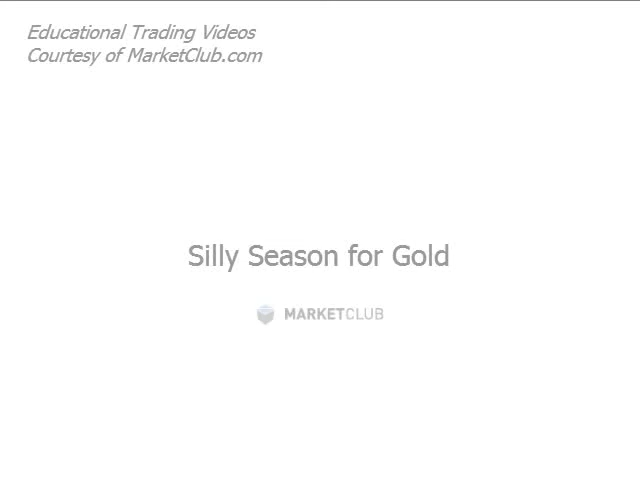 Educational Trading Videos
Courtesy of MarketClub.com
Silly Season for Gold
MARKETCLUB